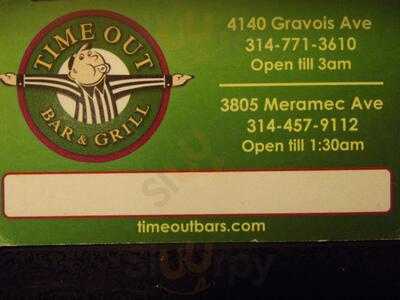 TIME OUT
BAR & GRILL
4140 Gravois Ave
314-771-3610
Open till 3am
3805 Meramec Ave
314-457-9112
Open till 1:30am
timeoutbars.com